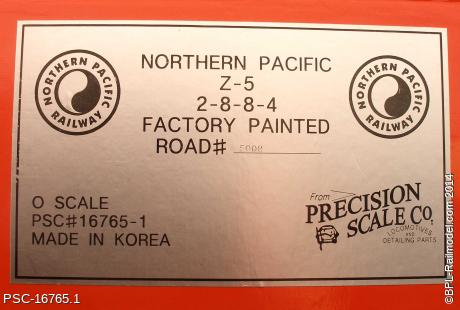 NORTHERN PACIFIC
Z-5
2-8-8-4
FACTORY PAINTED
ROAD# 5008
NORTHERN PACIFIC RAILWAY
NORTHERN PACIFIC RAILWAY
O SCALE
PSC#16765-1
MADE IN KOREA
From
PRECISION
SCALE Co.
LOCOMOTIVES
AND
DETAILING PARTS
PSC-16765.1
©BPL-Railmodel.com 2014